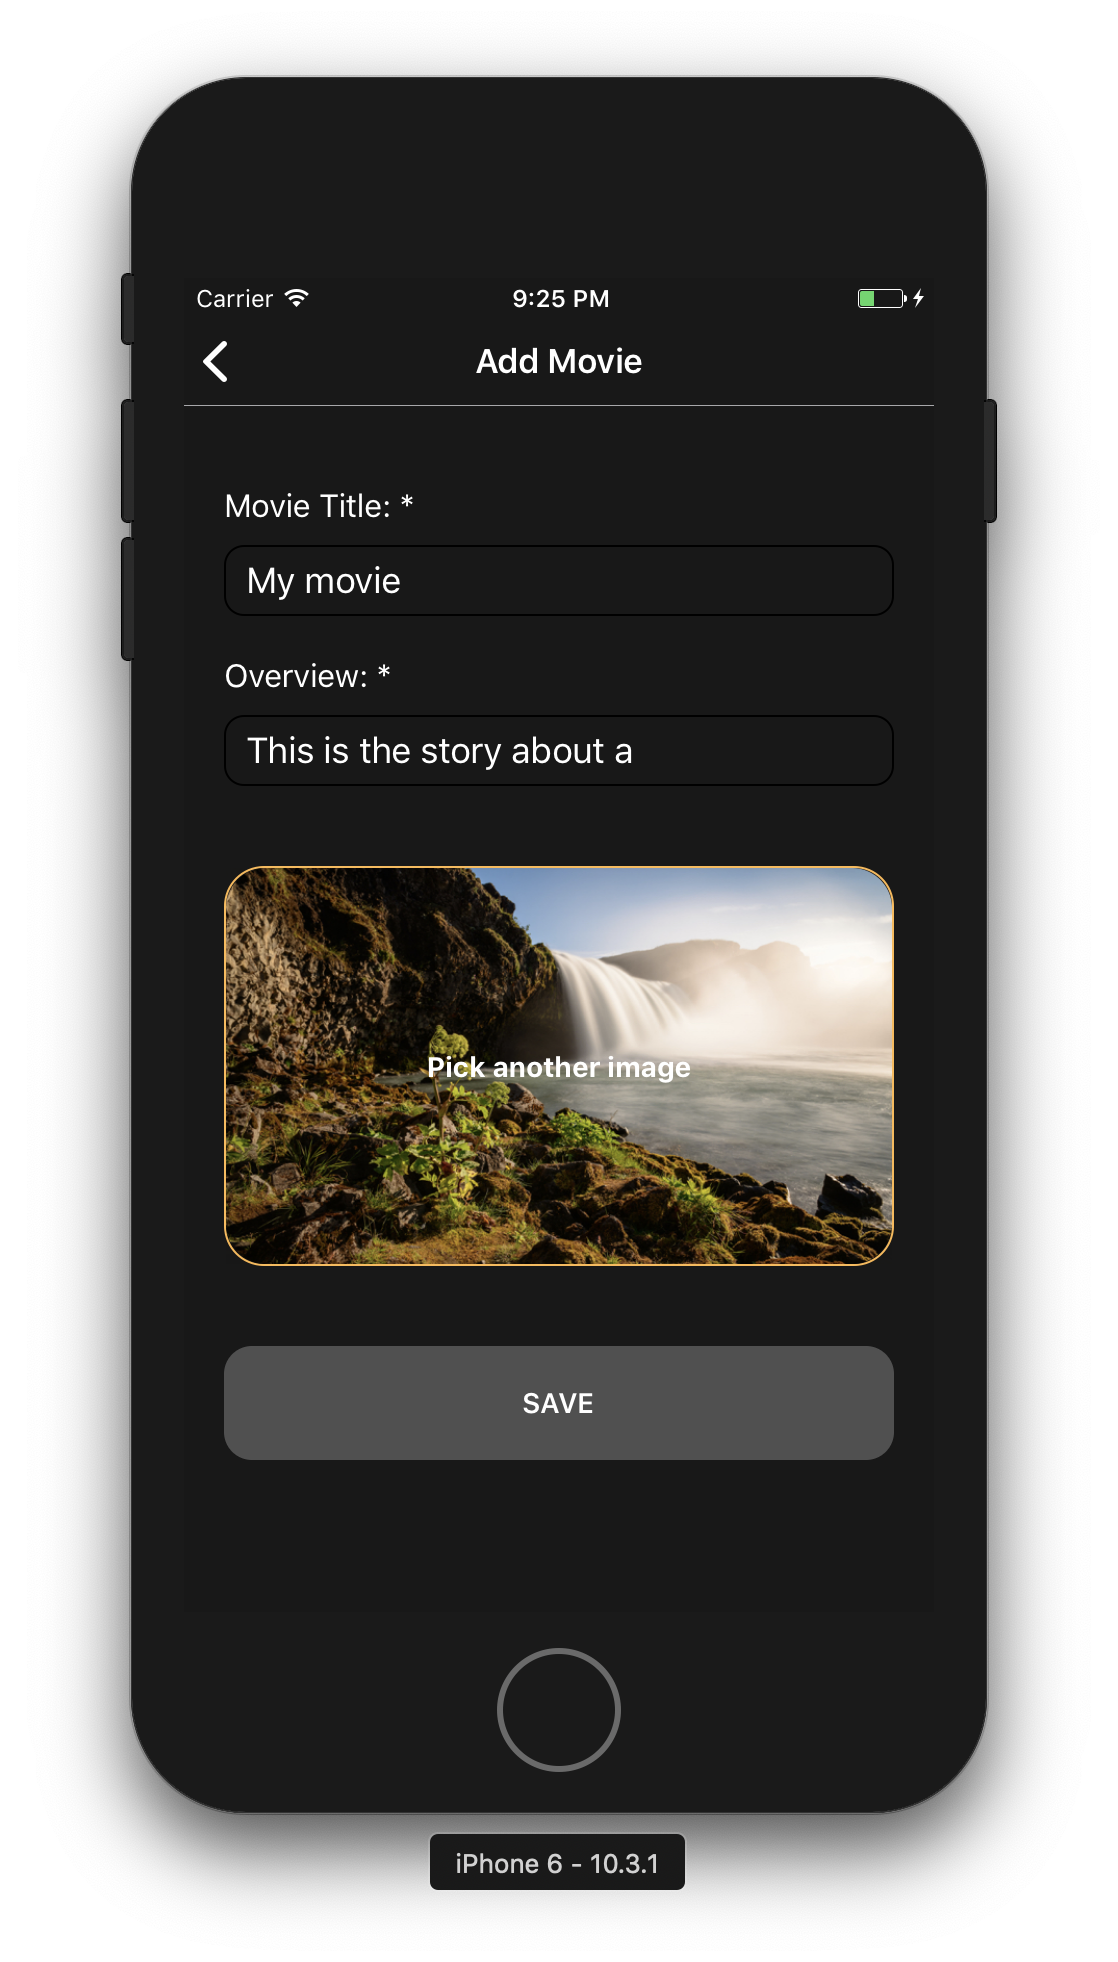 Carrier 9:25 PM
Add Movie
Movie Title: *
My movie
Overview: *
This is the story about a
Pick another image
SAVE
iPhone 6 - 10.3.1